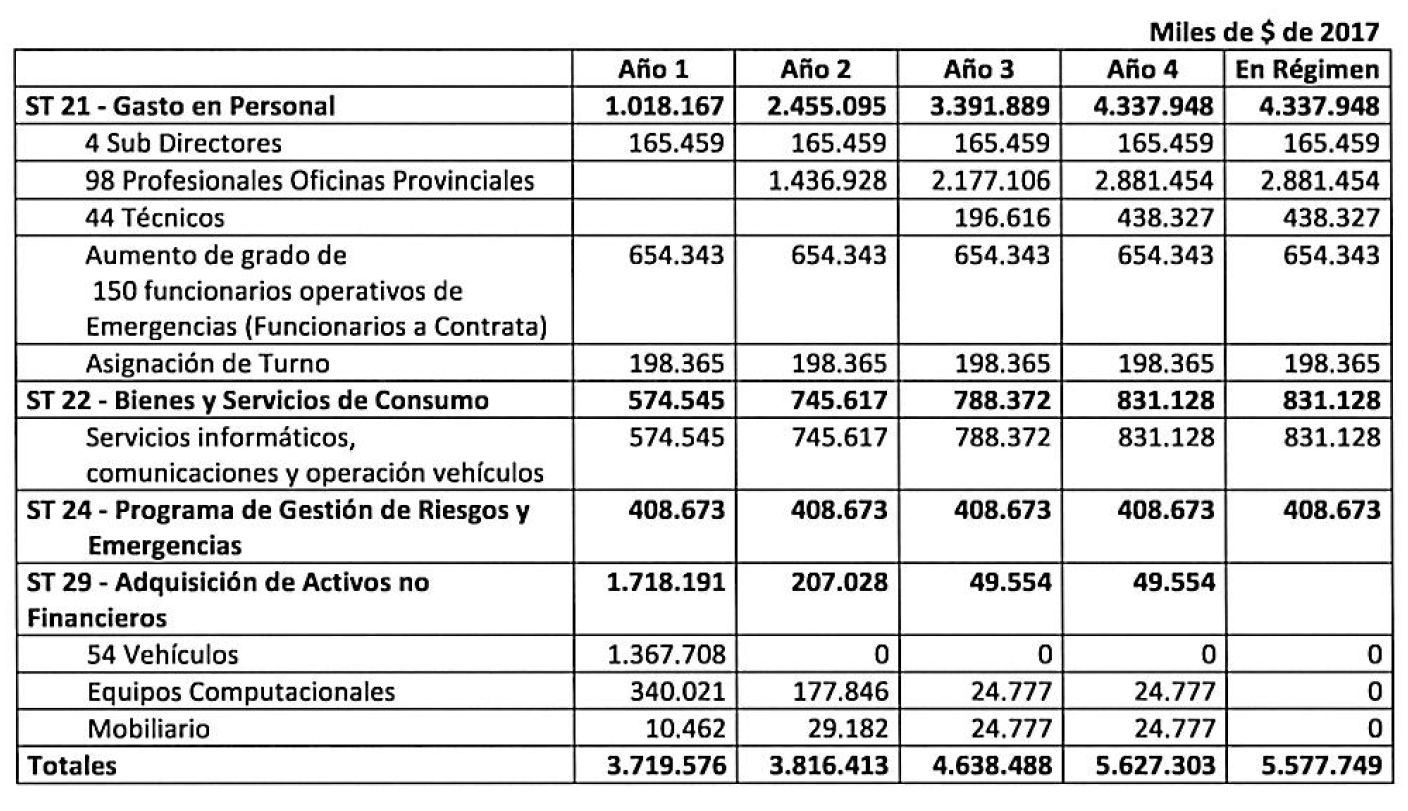 Miles de $ de 2017
Año 1 Año 2 Año 3 Año 4 En Régimen
ST 21 - Gasto en Personal 1.018.167 2.455.095 3.391.889 4.337.948 4.337.948
4 Sub Directores 165.459 165.459 165.459 165.459 165.459
98 Profesionales Oficinas Provinciales 1.436.928 2.177.106 2.881.454 2.881.454
44 Técnicos 196.616 438.327 438.327
Aumento de grado de 654.343 654.343 654.343 654.343 654.343
150 funcionarios operativos de
Emergencias (Funcionarios a Contrata)
Asignación de Turno 198.365 198.365 198.365 198.365 198.365
ST 22 - Bienes y Servicios de Consumo 574.545 745.617 788.372 831.128 831.128
Servicios informáticos, 574.545 745.617 788.372 831.128 831.128
comunicaciones y operación vehículos
ST 24 - Programa de Gestión de Riesgos y 408.673 408.673 408.673 408.673 408.673
Emergencias
ST 29 - Adquisición de Activos no 1.718.191 207.028 49.554 49.554
Financieros
54 Vehículos 1.367.708 0 0 0 0
Equipos Computacionales 340.021 177.846 24.777 24.777 0
Mobiliario 10.462 29.182 24.777 24.777 0
Totales 3.719.576 3.816.413 4.638.488 5.627.303 5.577.749